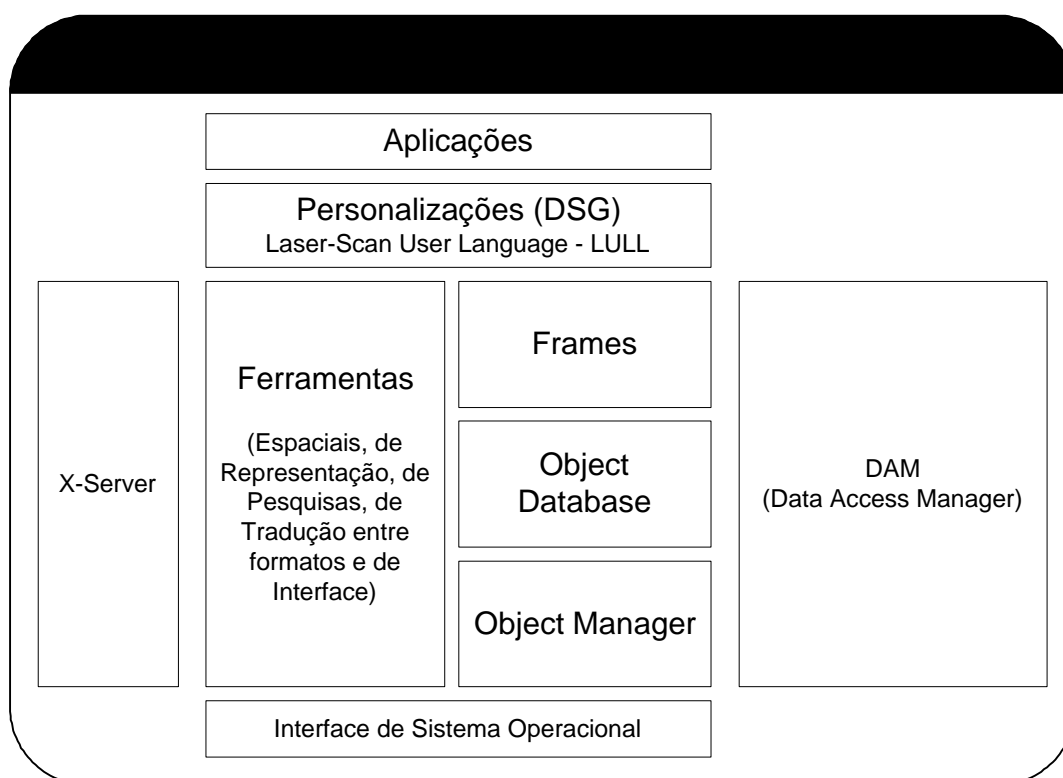 Aplicações
Personalizações (DSG)
Laser-Scan User Language - LULL
X-Server
Ferramentas
(Espaciais, de
Representação, de
Pesquisas, de
Tradução entre
formatos e de
Interface)
Frames
Object
Database
Object Manager
DAM
(Data Access Manager)
Interface de Sistema Operacional